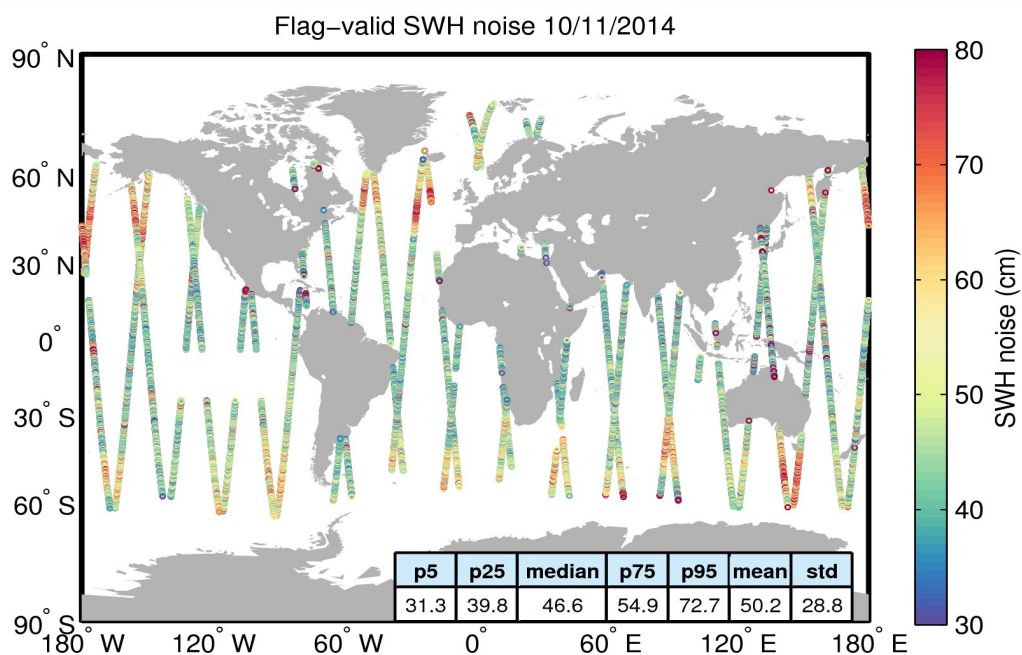 Flag−valid SWH noise 10/11/2014
90° N
60° N
30° N
0°
30° S
60° S
90° S
180° W
120° W
60° W
0°
60° E
120° E
180° E
p5 p25 median p75 p95 mean std
31.3 39.8 46.6 54.9 72.7 50.2 28.8
80
70
60
50
40
30
SWH noise (cm)